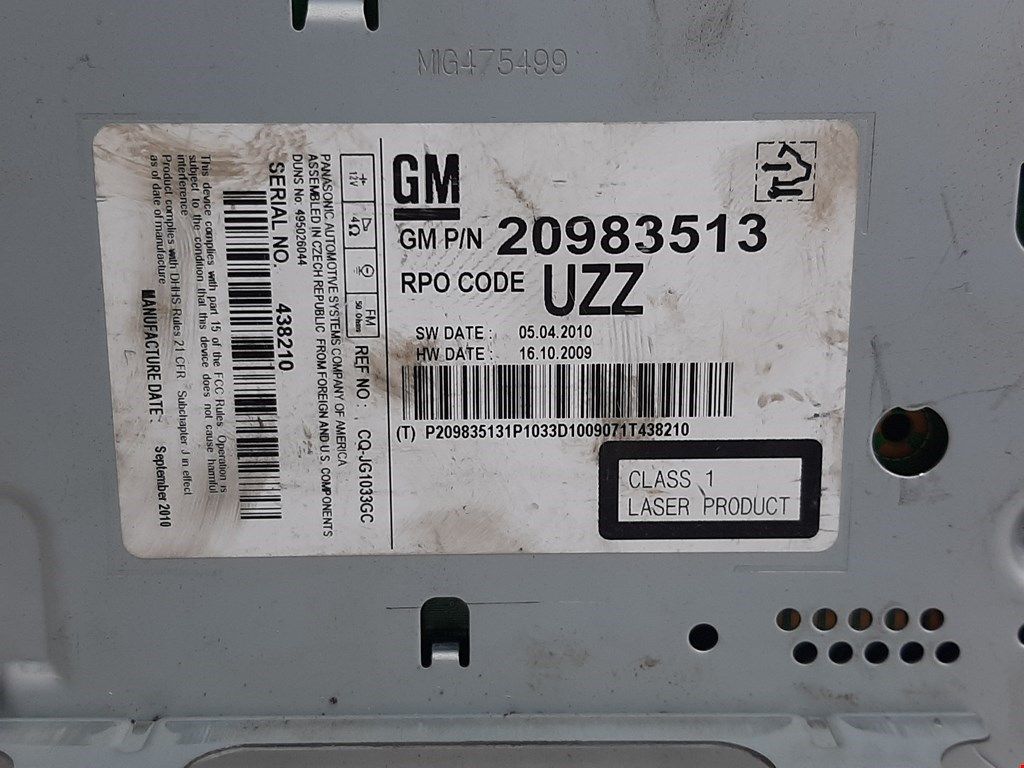 MIG475499
GM
GM P/N 20983513
RPO CODE UZZ
SW DATE : 05.04.2010
HW DATE : 16.10.2009
(T) P209835131P1033D1009071T438210
CLASS 1
LASER PRODUCT
+ 12V
4Ω
FM 50 Ohms
REF NO : CQ-JG1033GC
PANASONIC AUTOMOTIVE SYSTEMS COMPANY OF AMERICA
ASSEMBLED IN CZECH REPUBLIC FROM FOREIGN AND U.S. COMPONENTS
DUNS No 495026044
SERIAL NO. 438210
This device complies with part 15 of the FCC Rules. Operation is
subject to the condition that this device does not cause harmful
interference
Product complies with DHHS Rules 21 CFR, Subchapter J in effect
as of date of manufacture
MANUFACTURE DATE : September 2010